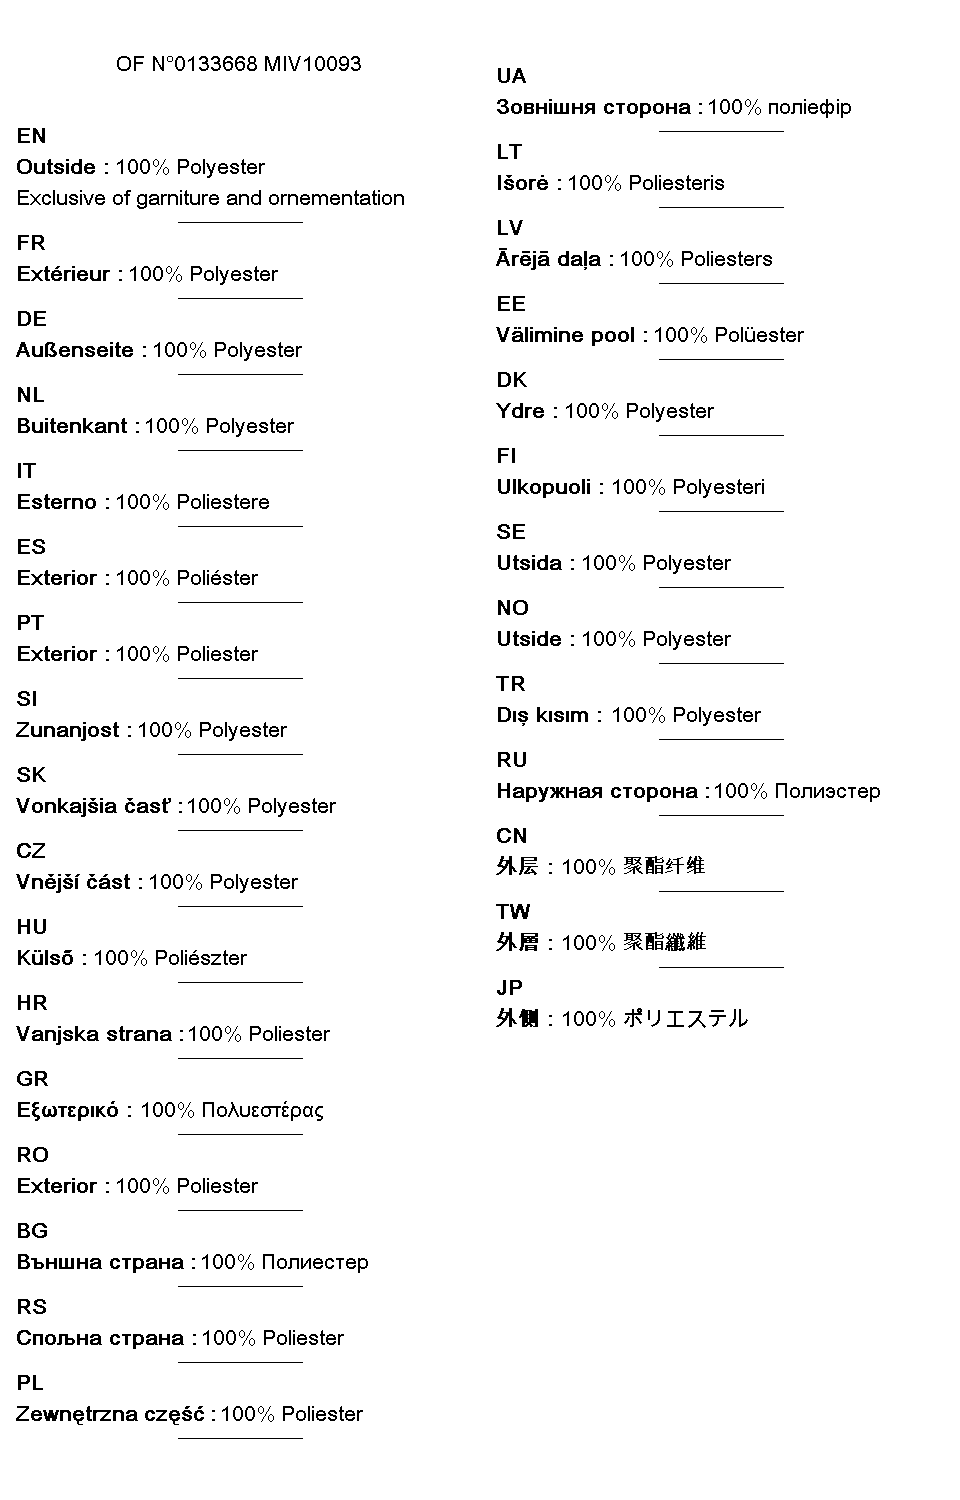 OF N°0133668 MIV10093
EN
Outside : 100% Polyester
Exclusive of garniture and ornementation
FR
Extérieur : 100% Polyester
DE
Außenseite : 100% Polyester
NL
Buitenkant : 100% Polyester
IT
Esterno : 100% Poliestere
ES
Exterior : 100% Poliéster
PT
Exterior : 100% Poliester
SI
Zunanjost : 100% Polyester
SK
Vonkajšia časť : 100% Polyester
CZ
Vnější část : 100% Polyester
HU
Külső : 100% Poliészter
HR
Vanjska strana : 100% Poliester
GR
Εξωτερικό : 100% Πολυεστέρας
RO
Exterior : 100% Poliester
BG
Външна страна : 100% Полиестер
RS
Спољна страна : 100% Poliester
PL
Zewnętrzna część : 100% Poliester
UA
Зовнішня сторона : 100% поліефір
LT
Išorė : 100% Poliesteris
LV
Ārējā daļa : 100% Poliesters
EE
Välimine pool : 100% Polüester
DK
Ydre : 100% Polyester
FI
Ulkopuoli : 100% Polyesteri
SE
Utsida : 100% Polyester
NO
Utside : 100% Polyester
TR
Dış kısım : 100% Polyester
RU
Наружная сторона : 100% Полиэстер
CN
外层 : 100% 聚酯纤维
TW
外層 : 100% 聚酯纖維
JP
外側 : 100% ポリエステル